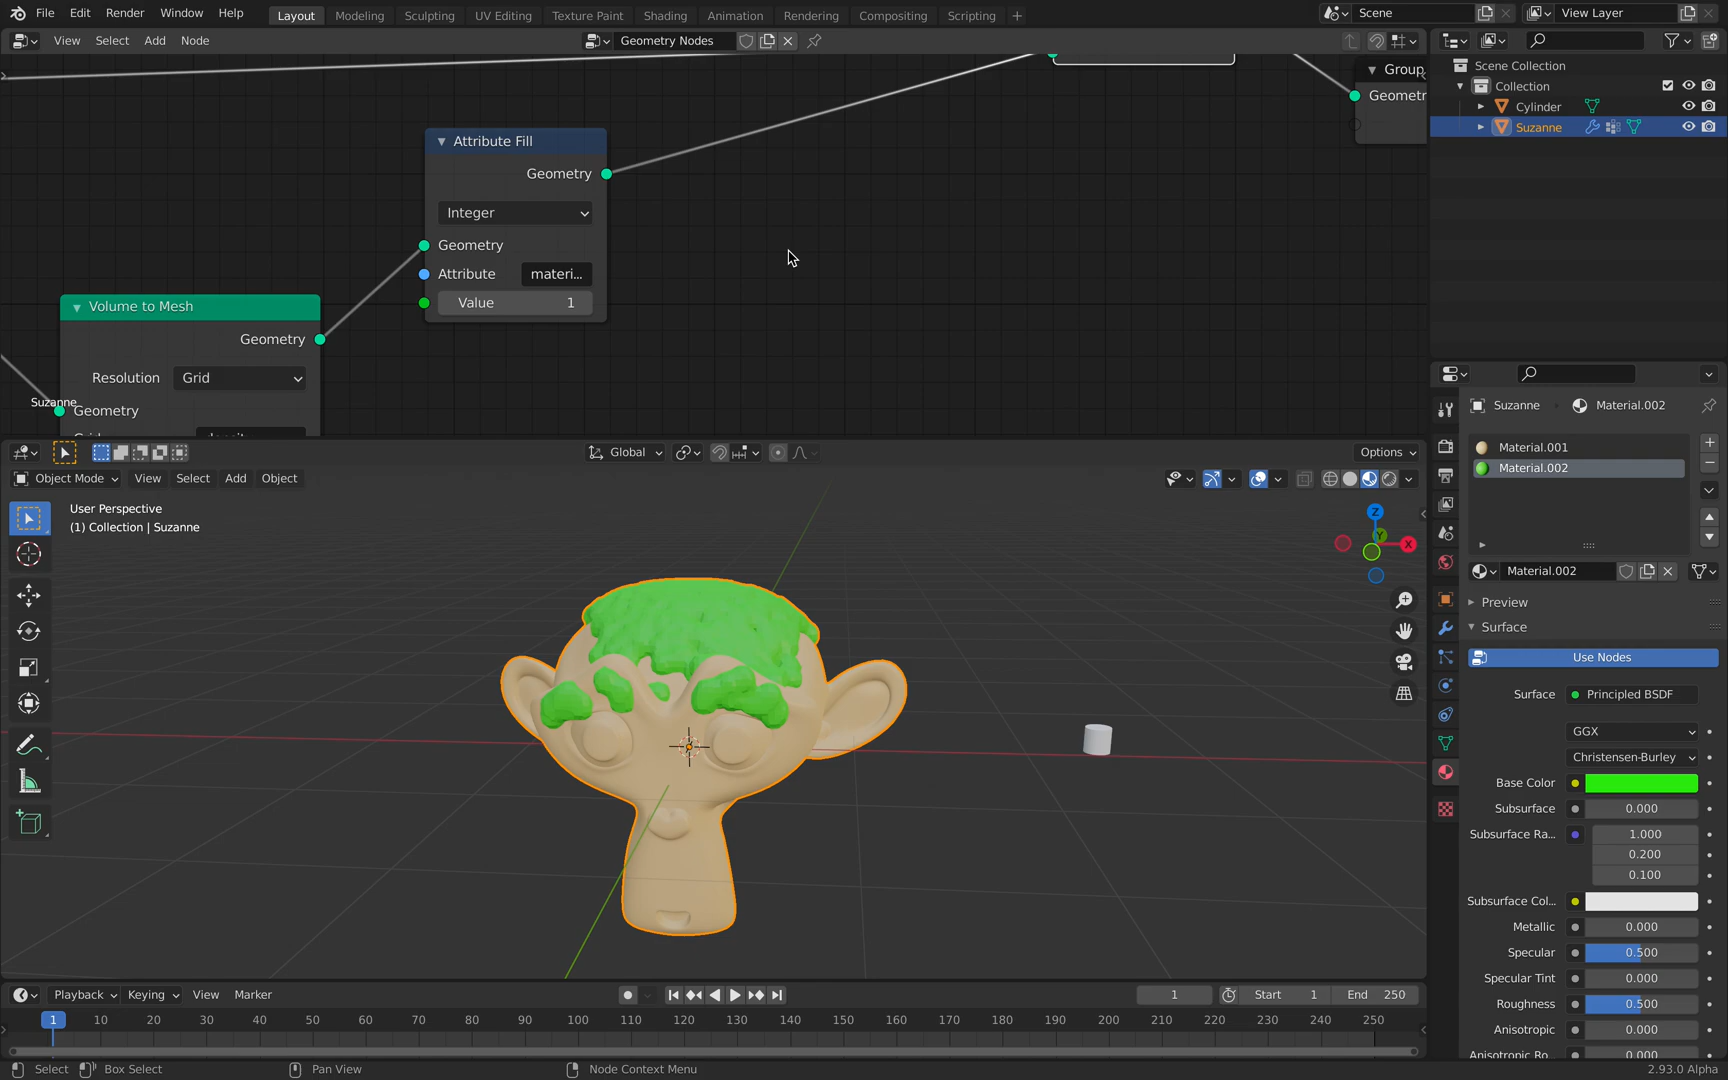 File Edit Render Window Help Layout Modeling Sculpting UV Editing Texture Paint Shading Animation Rendering Compositing Scripting + Scene View Layer
View Select Add Node Geometry Nodes
Scene Collection
Collection
Cylinder
Suzanne
Group
Geometr
Attribute Fill
Geometry
Integer
Geometry
Attribute materi...
Value 1
Volume to Mesh
Geometry
Resolution Grid
Suzanne
Geometry
Global Options
Object Mode View Select Add Object
User Perspective
(1) Collection | Suzanne
Z
Y
X
Suzanne Material.002
Material.001
Material.002
Material.002
Preview
Surface
Use Nodes
Surface Principled BSDF
GGX
Christensen-Burley
Base Color
Subsurface 0.000
Subsurface Ra... 1.000
0.200
0.100
Subsurface Col...
Metallic 0.000
Specular 0.500
Specular Tint 0.000
Roughness 0.500
Anisotropic 0.000
Anisotropic Ro... 0.000
Playback Keying View Marker 1 Start 1 End 250
1 10 20 30 40 50 60 70 80 90 100 110 120 130 140 150 160 170 180 190 200 210 220 230 240 250
Select Box Select Pan View Node Context Menu 2.93.0 Alpha